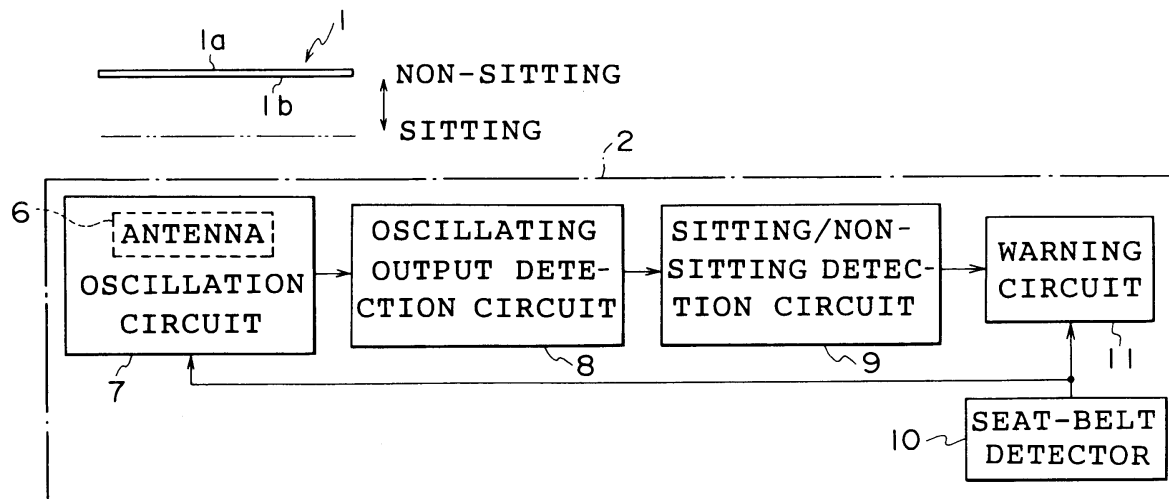 1
1a
NON-SITTING
1b
SITTING
2
6
ANTENNA
OSCILLATION
CIRCUIT
7
OSCILLATING
OUTPUT DETE-
CTION CIRCUIT
8
SITTING/NON-
SITTING DETEC-
TION CIRCUIT
9
WARNING
CIRCUIT
11
10
SEAT-BELT
DETECTOR